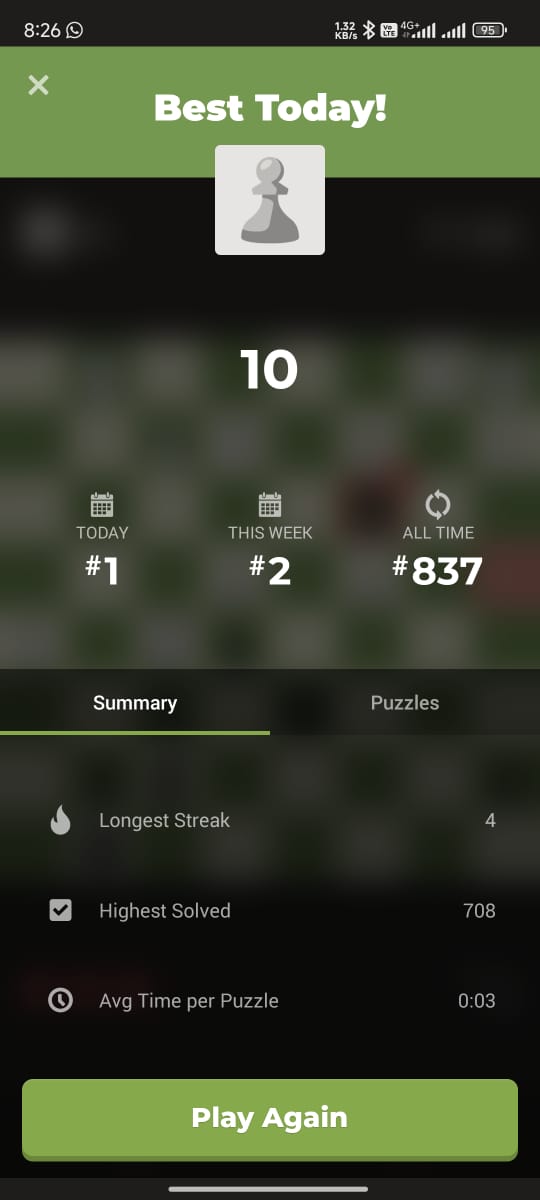 8:26
1.32 KB/s Vo LTE 4G+ 95
Best Today!
10
TODAY THIS WEEK ALL TIME
#1 #2 #837
Summary Puzzles
Longest Streak 4
Highest Solved 708
Avg Time per Puzzle 0:03
Play Again